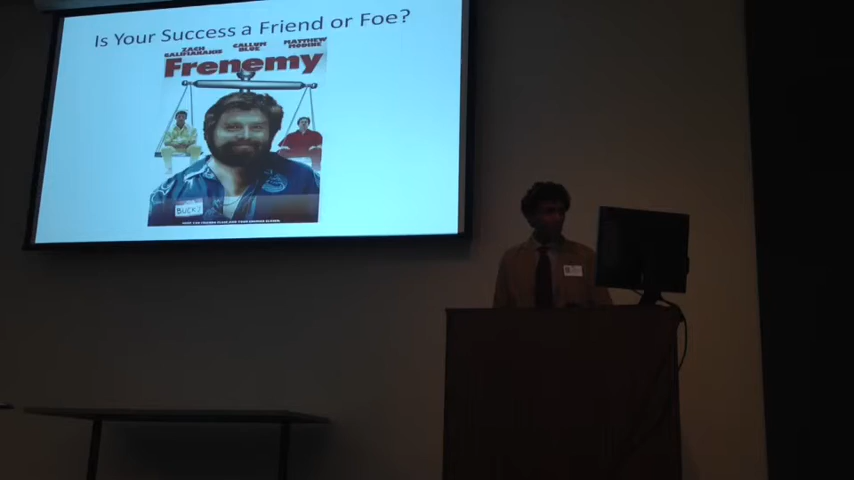 Is Your Success a Friend or Foe?
ZACH GALIFIANAKIS CALLUM BLUE MATTHEW MODINE
Frenemy
BUCK